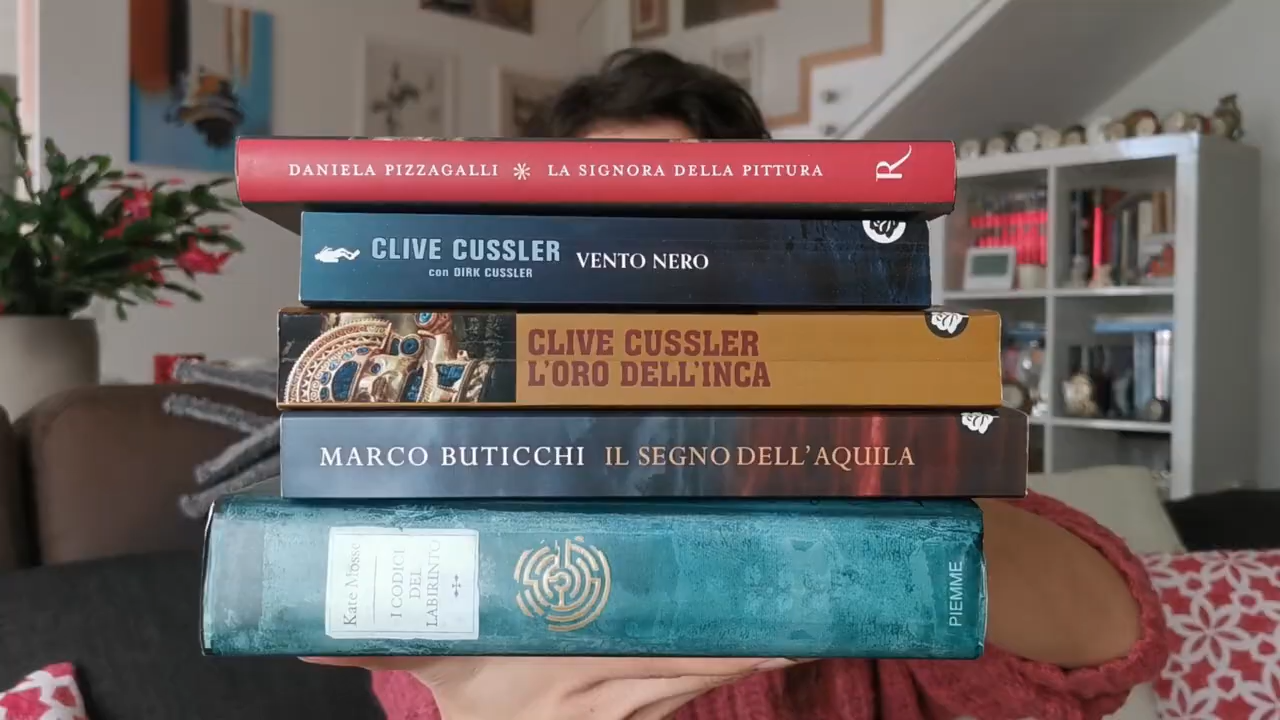 DANIELA PIZZAGALLI * LA SIGNORA DELLA PITTURA R
CLIVE CUSSLER
con DIRK CUSSLER
VENTO NERO
CLIVE CUSSLER
L'ORO DELL'INCA
MARCO BUTICCHI IL SEGNO DELL'AQUILA
Kate Mosse
I CODICI
DEL
LABIRINTO
PIEMME